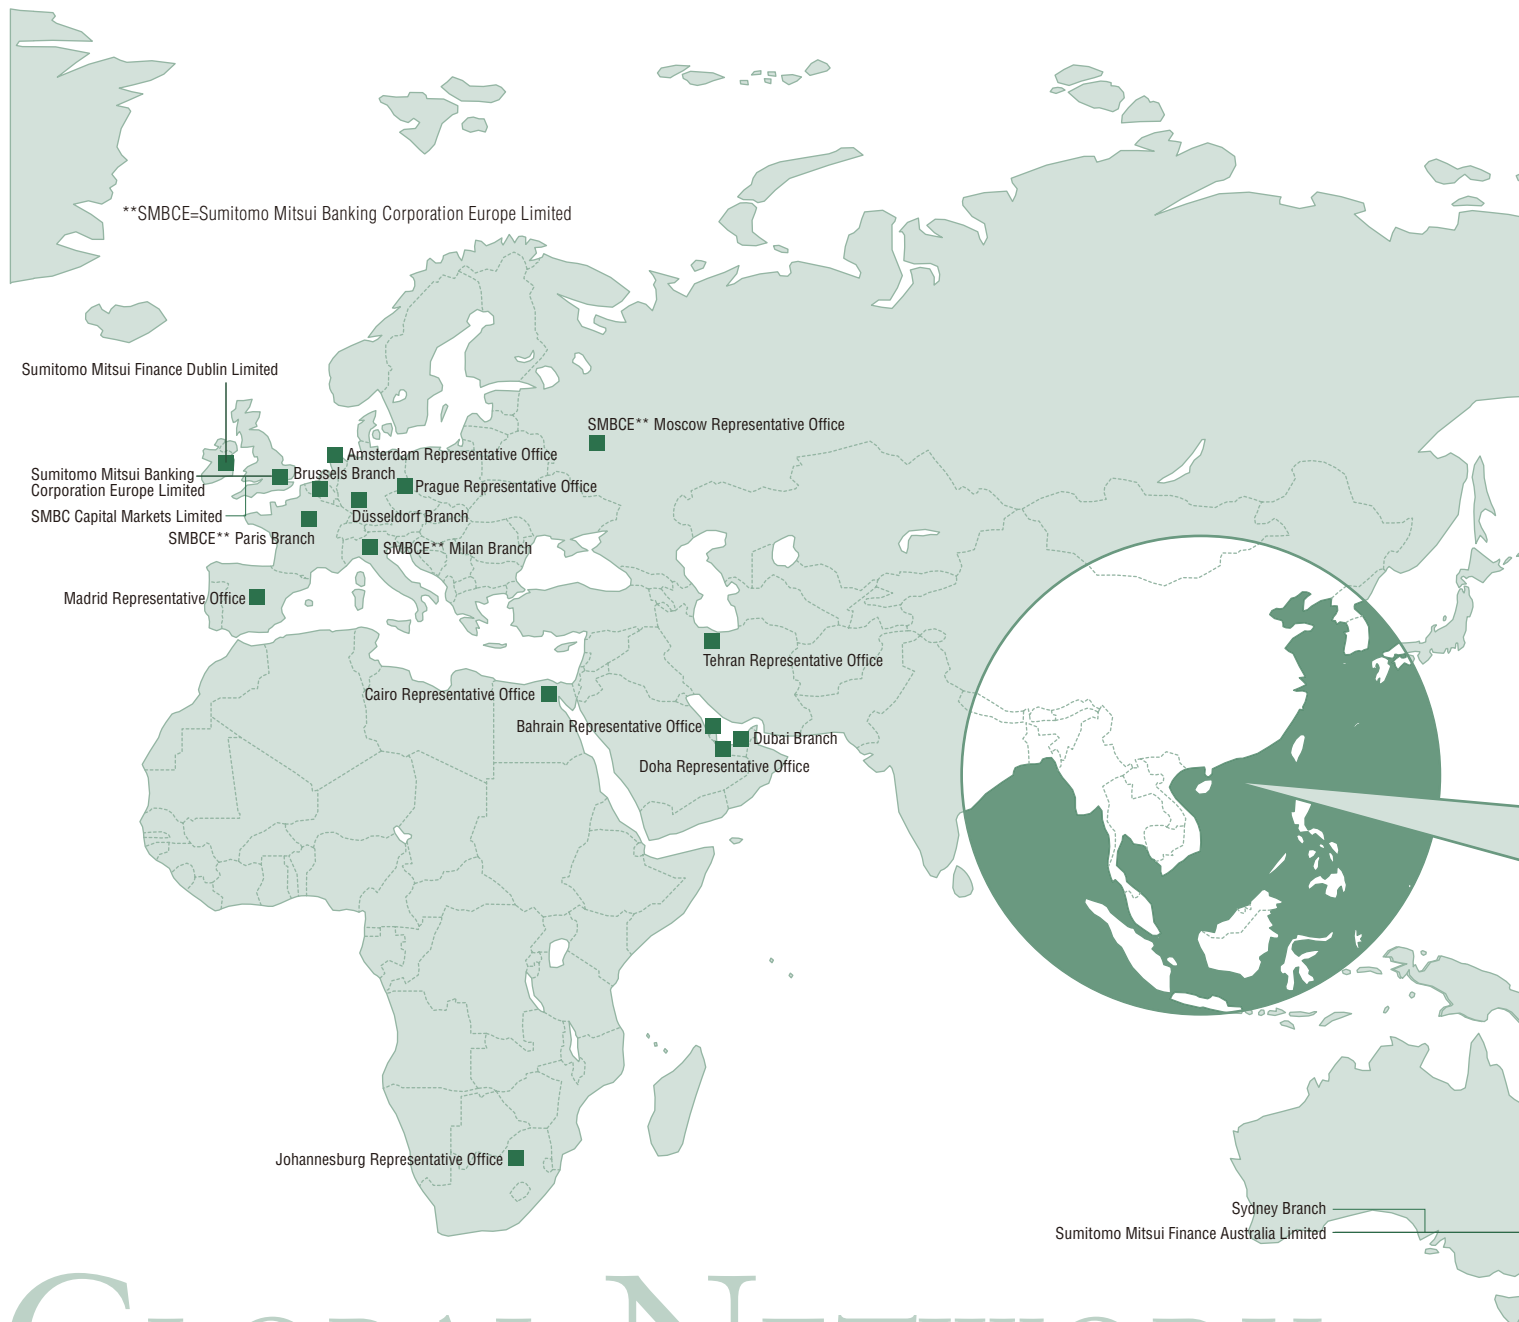 **SMBCE=Sumitomo Mitsui Banking Corporation Europe Limited
Sumitomo Mitsui Finance Dublin Limited
SMBCE** Moscow Representative Office
Amsterdam Representative Office
Sumitomo Mitsui Banking
Corporation Europe Limited
Brussels Branch
Prague Representative Office
SMBC Capital Markets Limited
Düsseldorf Branch
SMBCE** Paris Branch
SMBCE** Milan Branch
Madrid Representative Office
Tehran Representative Office
Cairo Representative Office
Bahrain Representative Office
Dubai Branch
Doha Representative Office
Johannesburg Representative Office
Sydney Branch
Sumitomo Mitsui Finance Australia Limited
GLOBAL NETWORK